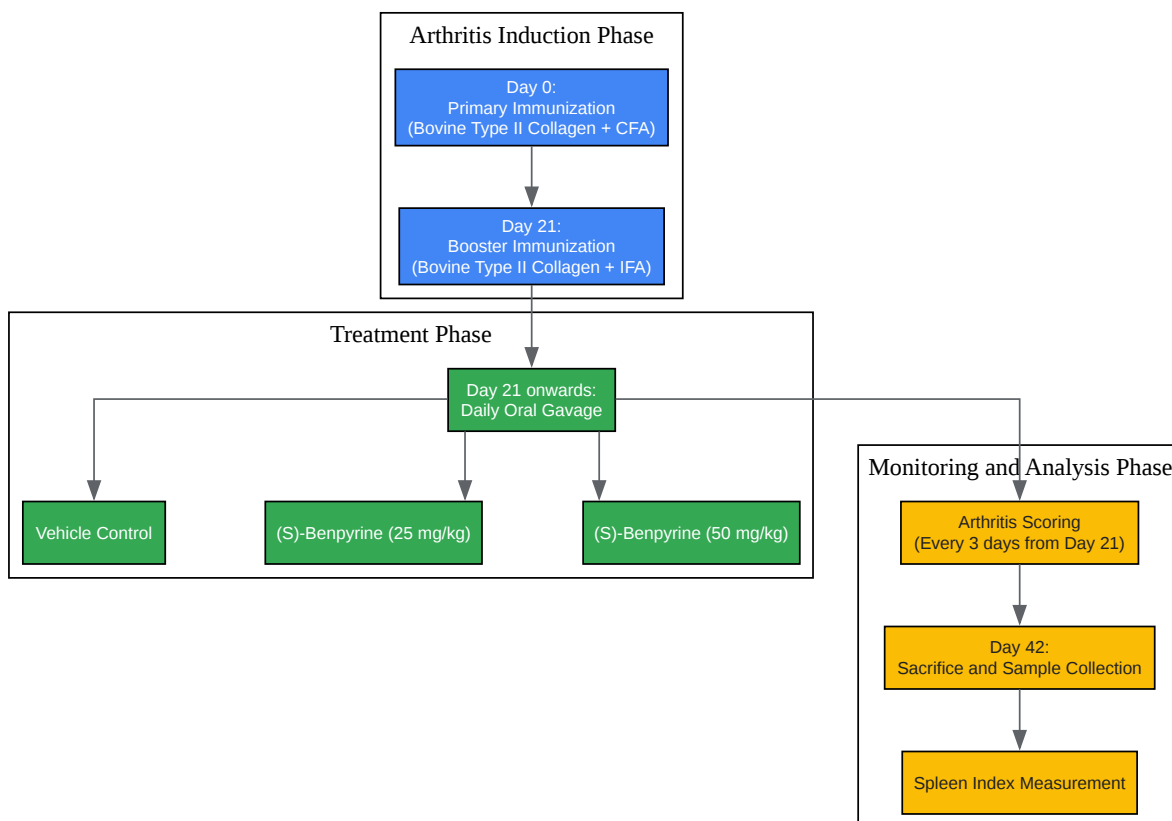 Arthritis Induction Phase
Day 0:
Primary Immunization
(Bovine Type II Collagen + CFA)
Day 21:
Booster Immunization
(Bovine Type II Collagen + IFA)
Treatment Phase
Day 21 onwards:
Daily Oral Gavage
Vehicle Control
(S)-Benpyrine (25 mg/kg)
(S)-Benpyrine (50 mg/kg)
Monitoring and Analysis Phase
Arthritis Scoring
(Every 3 days from Day 21)
Day 42:
Sacrifice and Sample Collection
Spleen Index Measurement